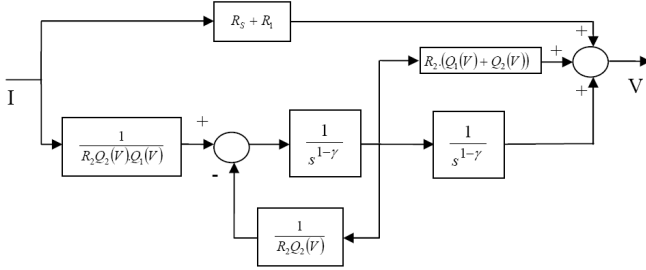 R_S + R_1
+
R_2.(Q_1(V)+Q_2(V))
+
I
V
+
1
R_2Q_2(V).Q_1(V)
+
-
1
s^{1-γ}
1
s^{1-γ}
1
R_2Q_2(V)